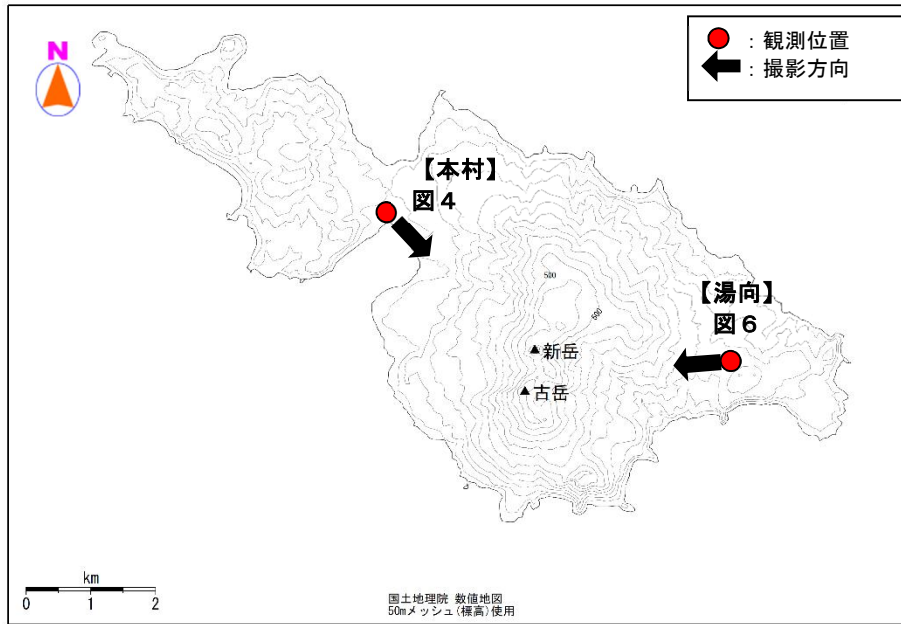 N
：観測位置
：撮影方向
【本村】
図４
【湯向】
図６
500
500
▲新岳
▲古岳
km
0 1 2
国土地理院 数値地図
50mメッシュ(標高)使用